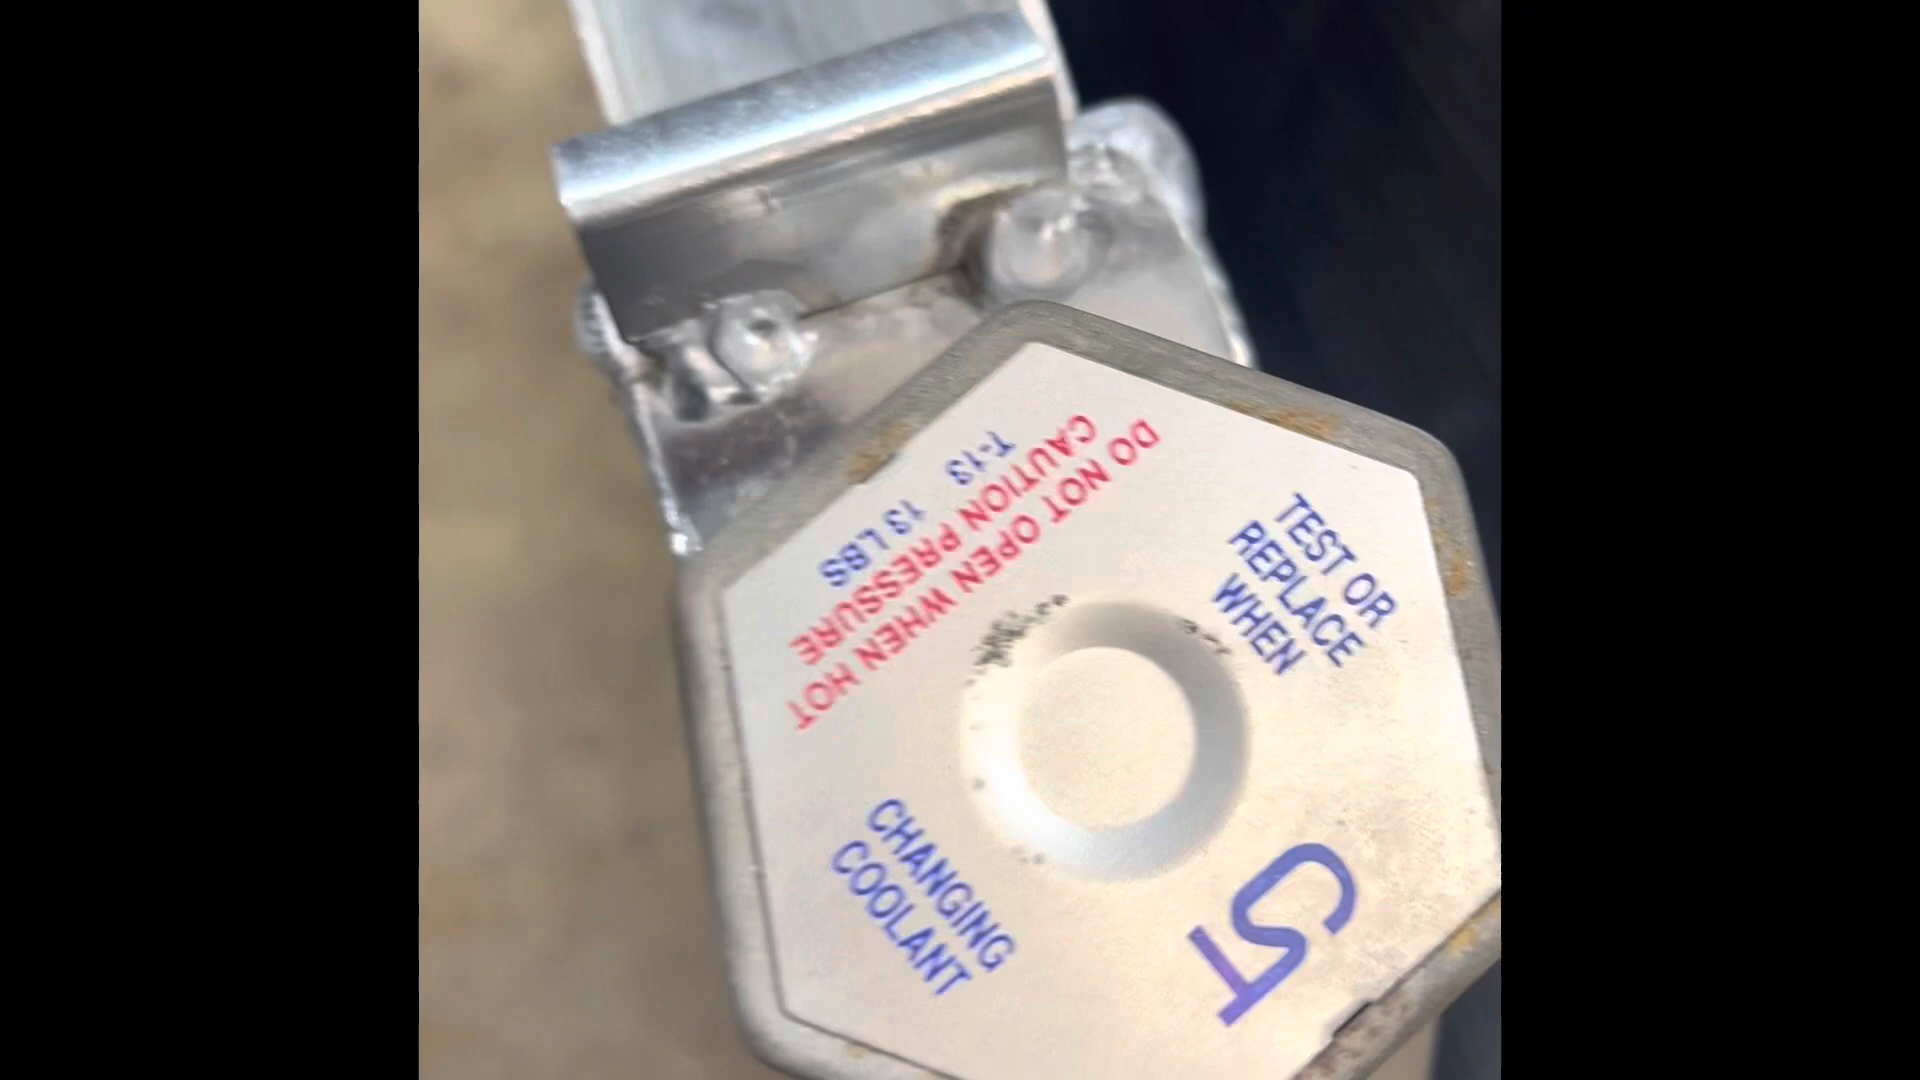 CST
TEST OR
REPLACE
WHEN
CHANGING
COOLANT
DO NOT OPEN WHEN HOT
CAUTION PRESSURE
T-13 13 LBS